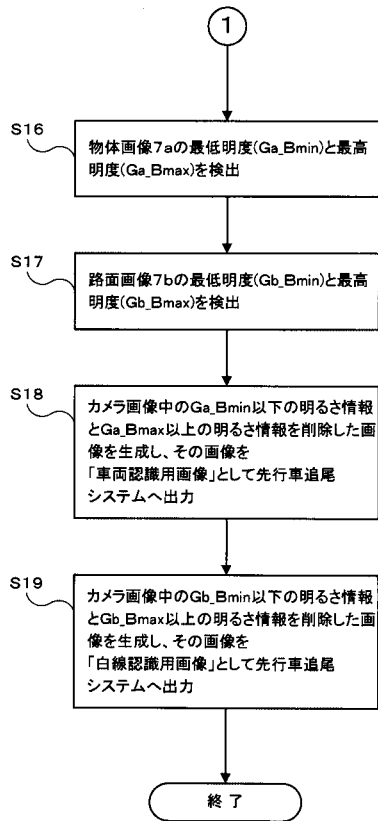 1
S16
物体画像7aの最低明度(Ga_Bmin)と最高
明度(Ga_Bmax)を検出
S17
路面画像7bの最低明度(Gb_Bmin)と最高
明度(Gb_Bmax)を検出
S18
カメラ画像中のGa_Bmin以下の明るさ情報
とGa_Bmax以上の明るさ情報を削除した画
像を生成し、その画像を
「車両認識用画像」として先行車追尾
システムへ出力
S19
カメラ画像中のGb_Bmin以下の明るさ情報
とGb_Bmax以上の明るさ情報を削除した画
像を生成し、その画像を
「白線認識用画像」として先行車追尾
システムへ出力
終了